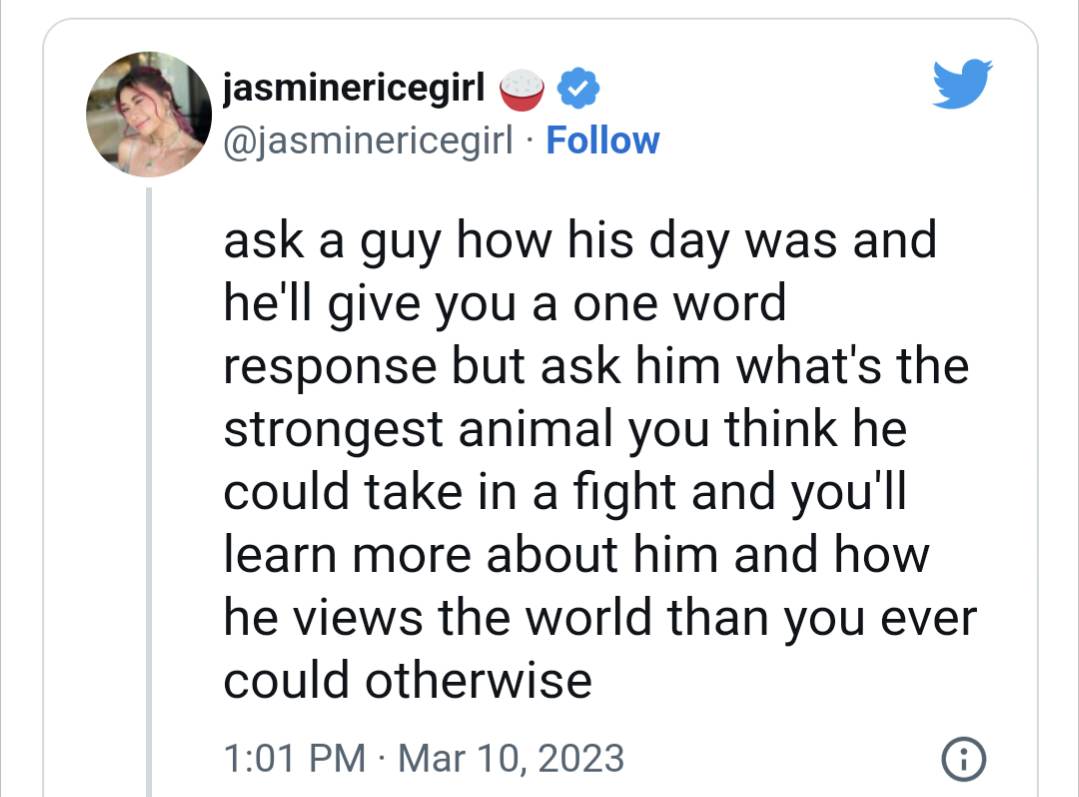 jasminericegirl 🍚
@jasminericegirl · Follow
ask a guy how his day was and
he'll give you a one word
response but ask him what's the
strongest animal you think he
could take in a fight and you'll
learn more about him and how
he views the world than you ever
could otherwise
1:01 PM · Mar 10, 2023